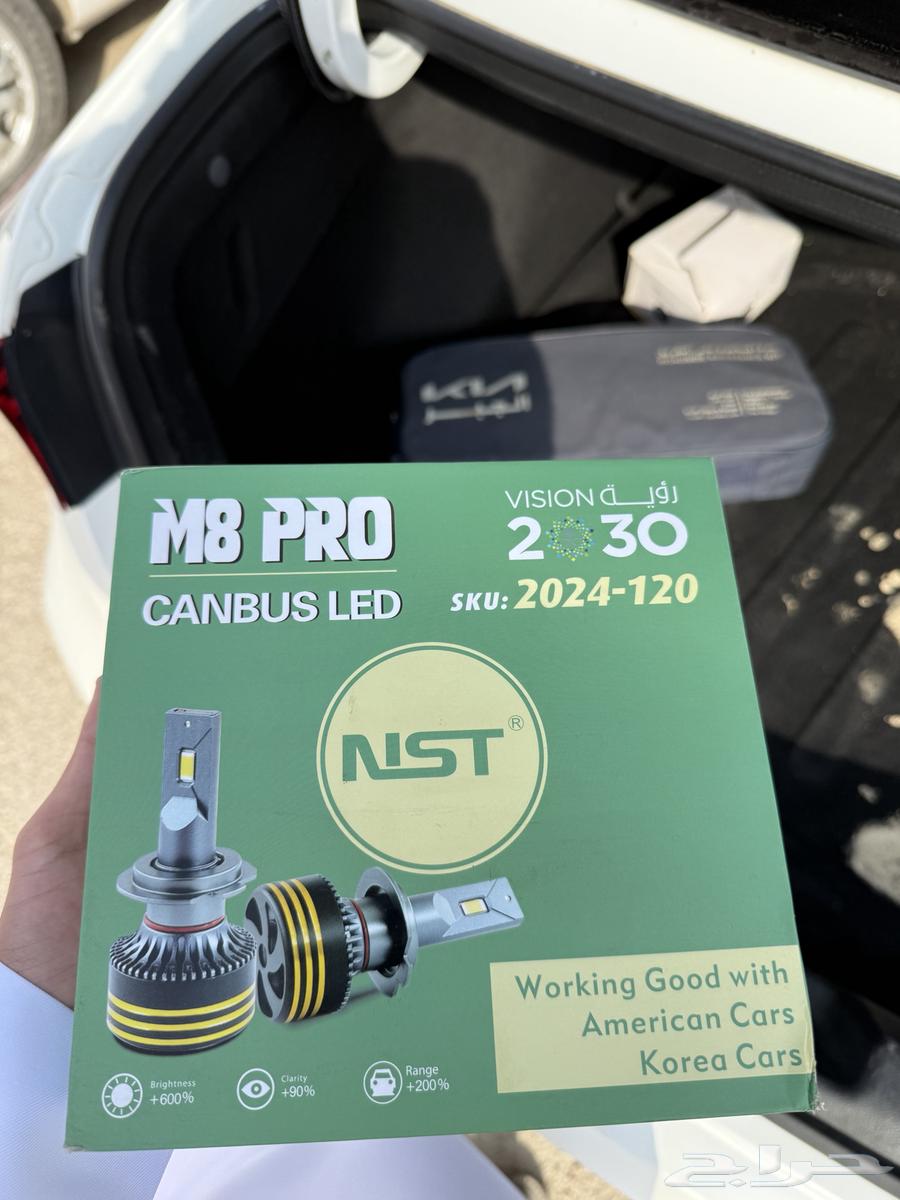 KIA
الجبر
M8 PRO
CANBUS LED
VISION رؤيــة
2030
SKU: 2024-120
NST®
Working Good with
American Cars
Korea Cars
Brightness
+600%
Clarity
+90%
Range
+200%
حراج